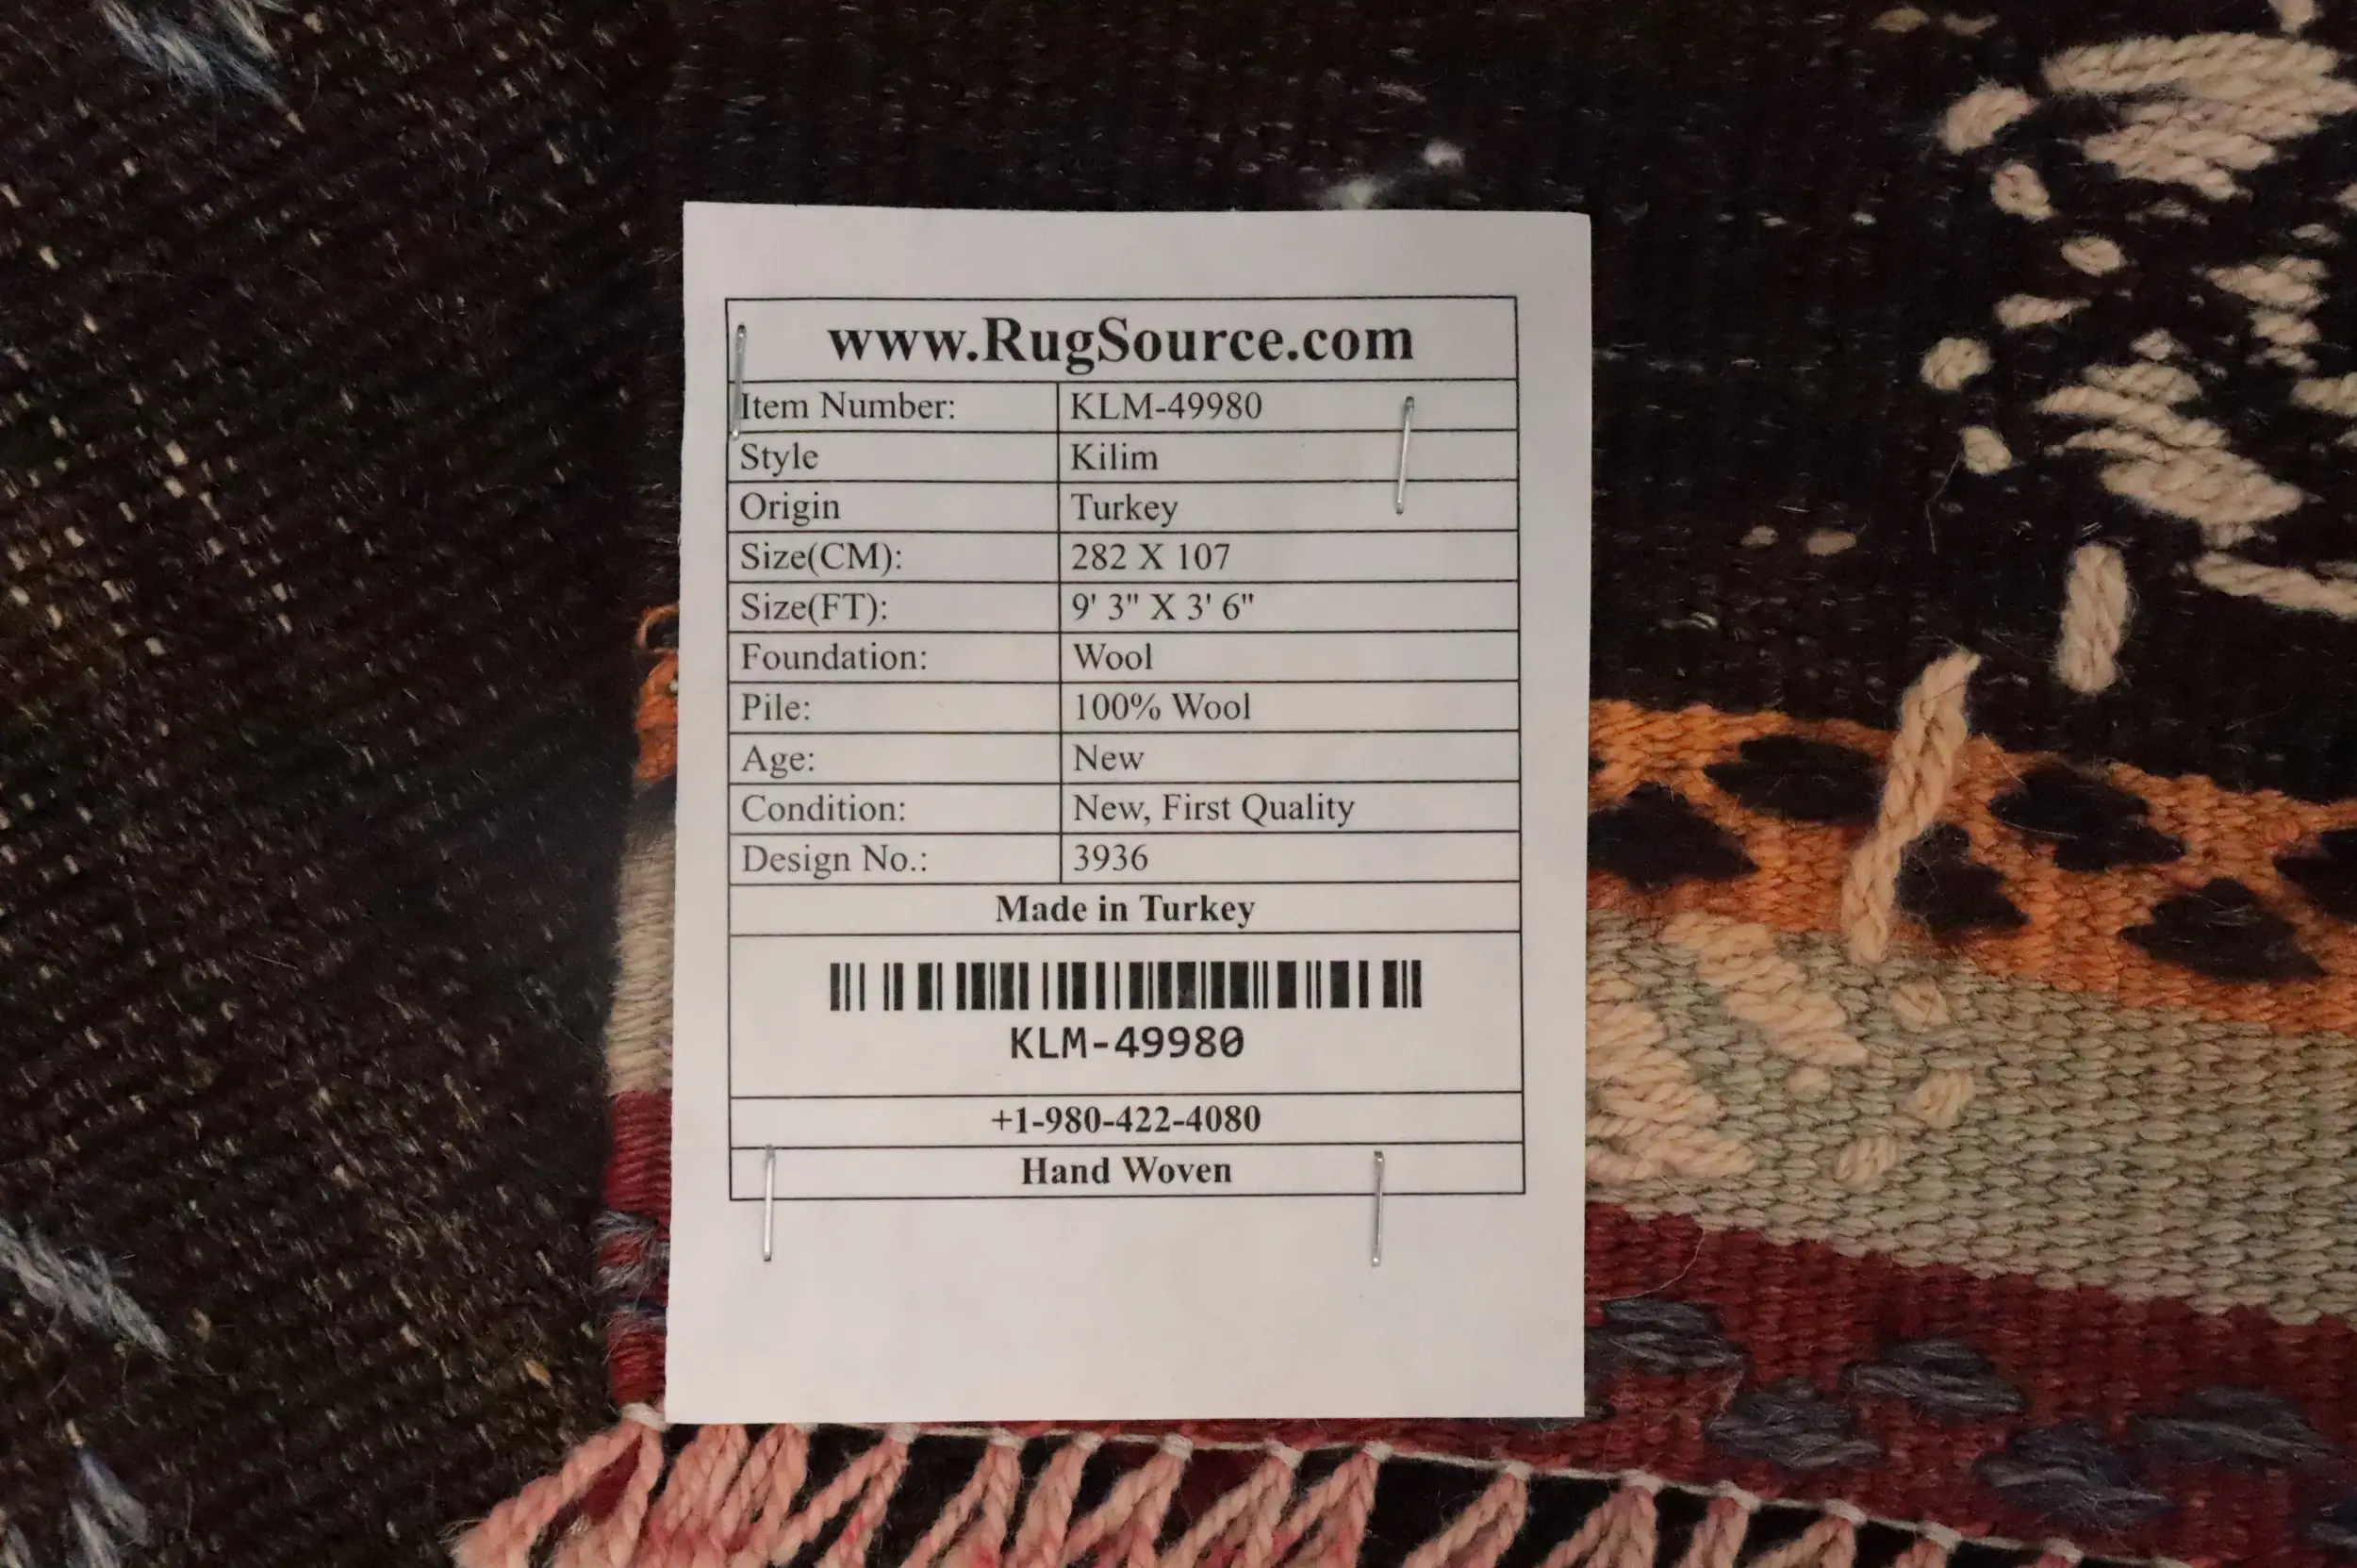 www.RugSource.com
Item Number: KLM-49980
Style Kilim
Origin Turkey
Size(CM): 282 X 107
Size(FT): 9' 3" X 3' 6"
Foundation: Wool
Pile: 100% Wool
Age: New
Condition: New, First Quality
Design No.: 3936
Made in Turkey
KLM-49980
+1-980-422-4080
Hand Woven